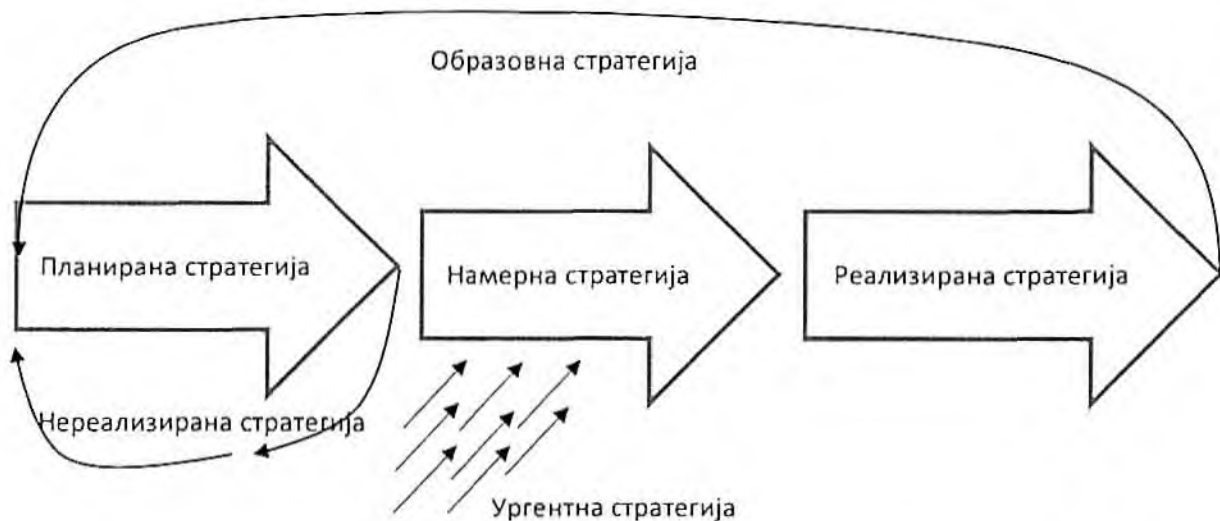 Образовна стратегија
Планирана стратегија
Намерна стратегија
Реализирана стратегија
Нереализирана стратегија
Ургентна стратегија